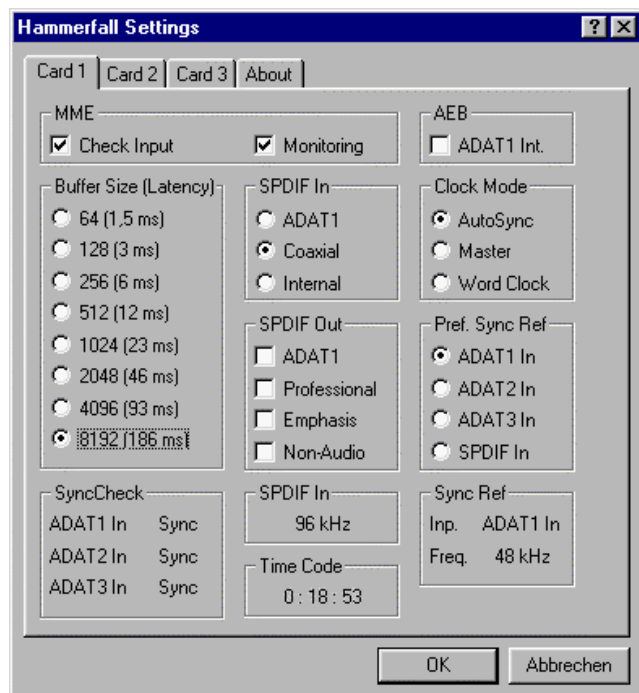 Hammerfall Settings
Card 1 Card 2 Card 3 About
MME
Check Input Monitoring
AEB
ADAT1 Int.
Buffer Size (Latency)
64 (1,5 ms)
128 (3 ms)
256 (6 ms)
512 (12 ms)
1024 (23 ms)
2048 (46 ms)
4096 (93 ms)
8192 (186 ms)
SPDIF In
ADAT1
Coaxial
Internal
Clock Mode
AutoSync
Master
Word Clock
SPDIF Out
ADAT1
Professional
Emphasis
Non-Audio
Pref. Sync Ref
ADAT1 In
ADAT2 In
ADAT3 In
SPDIF In
SyncCheck
ADAT1 In Sync
ADAT2 In Sync
ADAT3 In Sync
SPDIF In
96 kHz
Time Code
0 : 18 : 53
Sync Ref
Inp. ADAT1 In
Freq. 48 kHz
OK Abbrechen